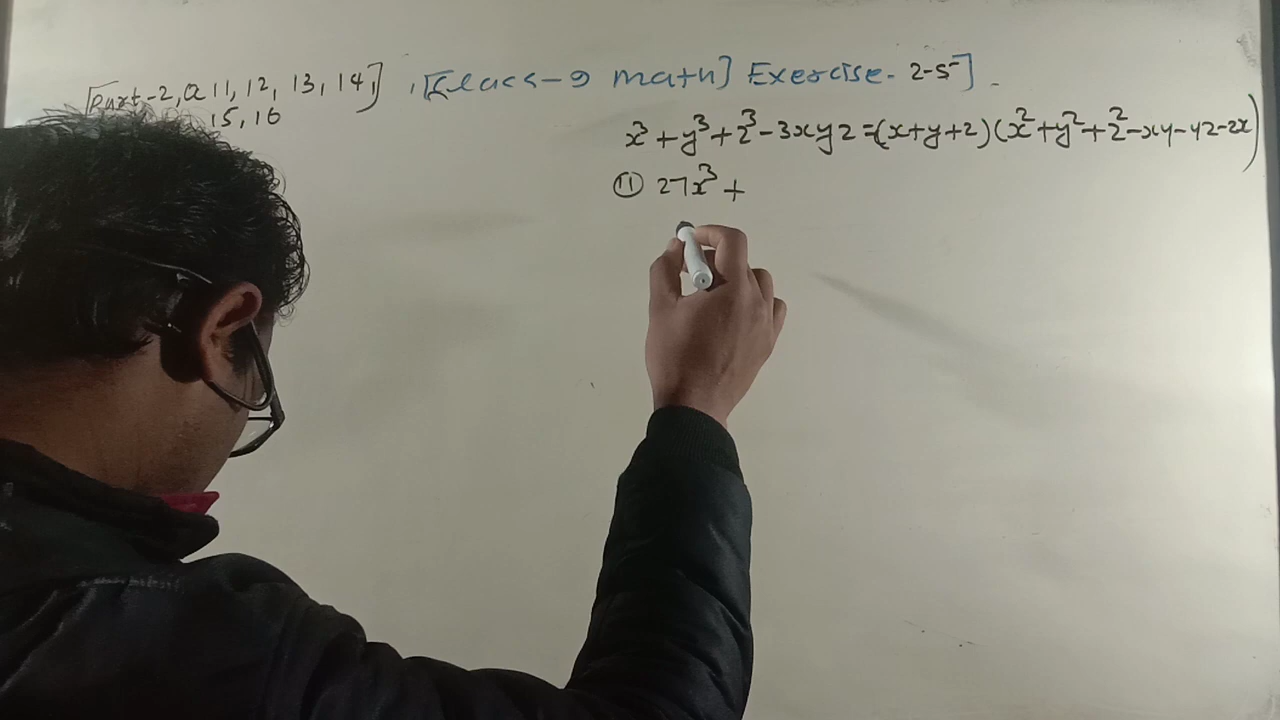 [Part-2, Q 11, 12, 13, 14, ] , [Class-9 math] Exercise. 2-5].
15, 16
x³+y³+z³-3xyz=(x+y+z)(x²+y²+z²-xy-yz-zx)
⑪ 27x³+